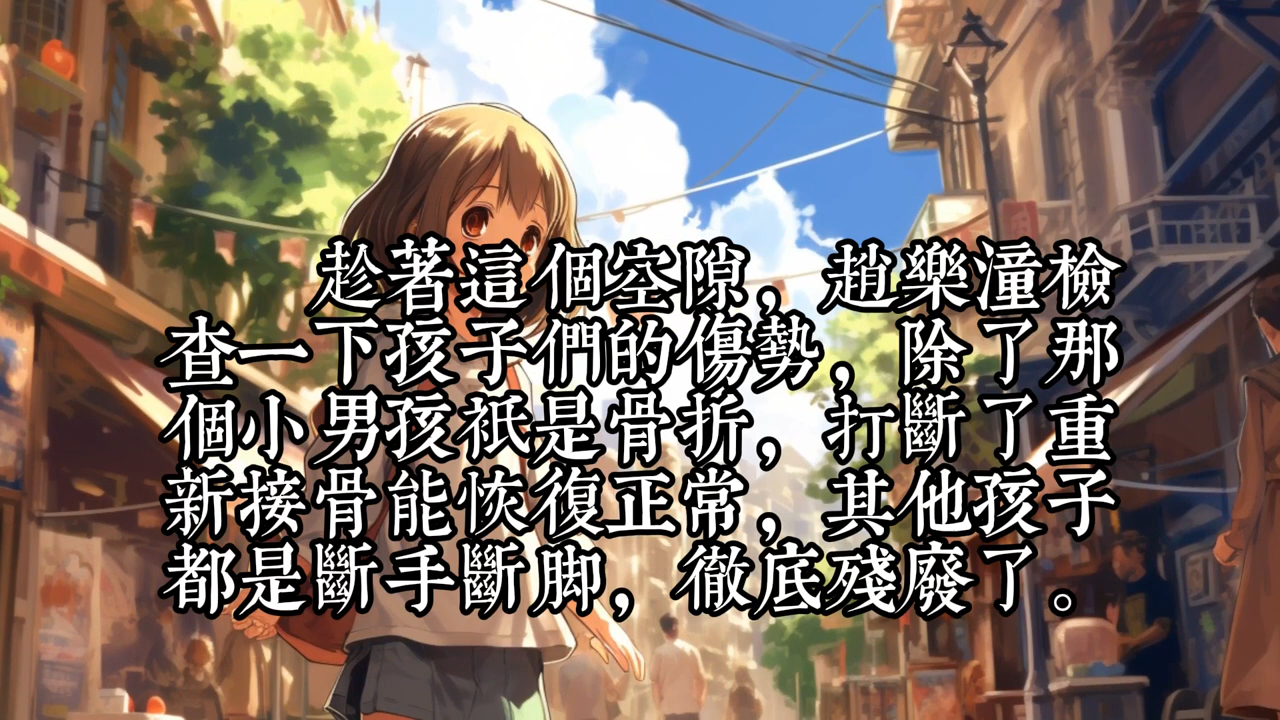 趁著這個空隙，趙樂潼檢
查一下孩子們的傷勢，除了那
個小男孩衹是骨折，打斷了重
新接骨能恢復正常，其他孩子
都是斷手斷脚，徹底殘廢了。